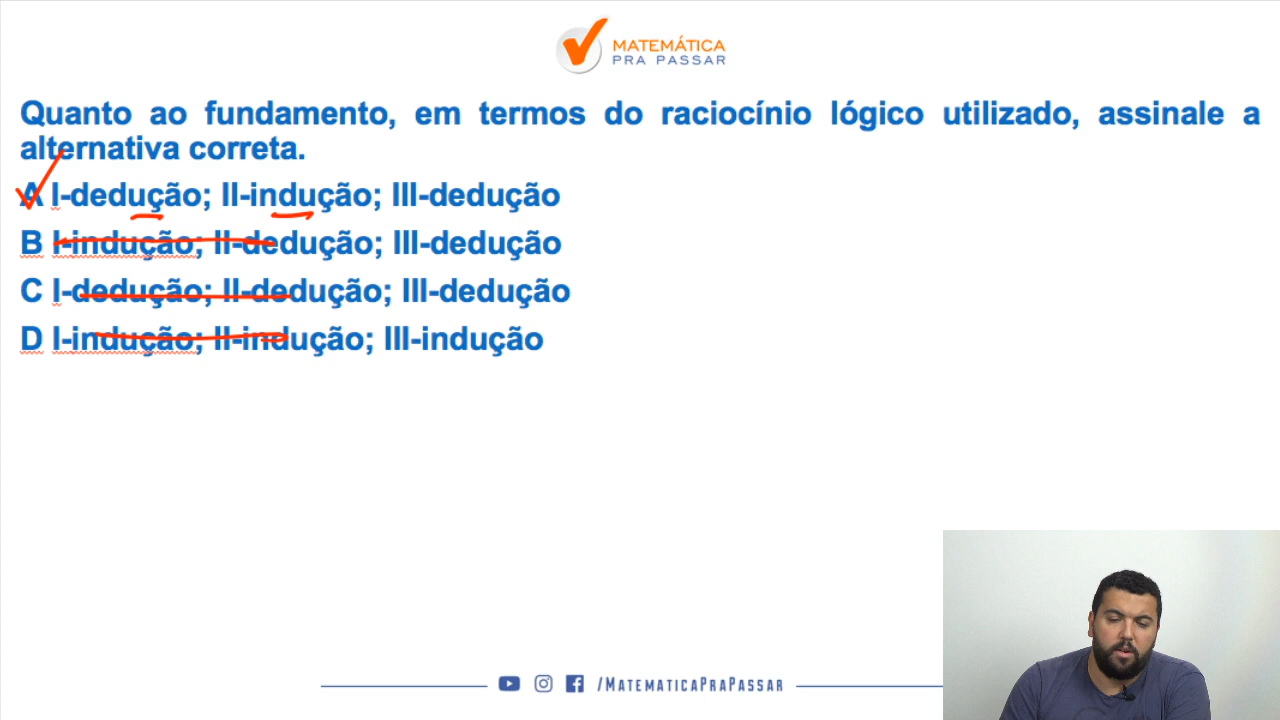 MATEMÁTICA
PRA PASSAR
Quanto ao fundamento, em termos do raciocínio lógico utilizado, assinale a
alternativa correta.
A I-dedução; II-indução; III-dedução
B I-indução; II-dedução; III-dedução
C I-dedução; II-dedução; III-dedução
D I-indução; II-indução; III-indução
/MATEMATICAPRAPASSAR